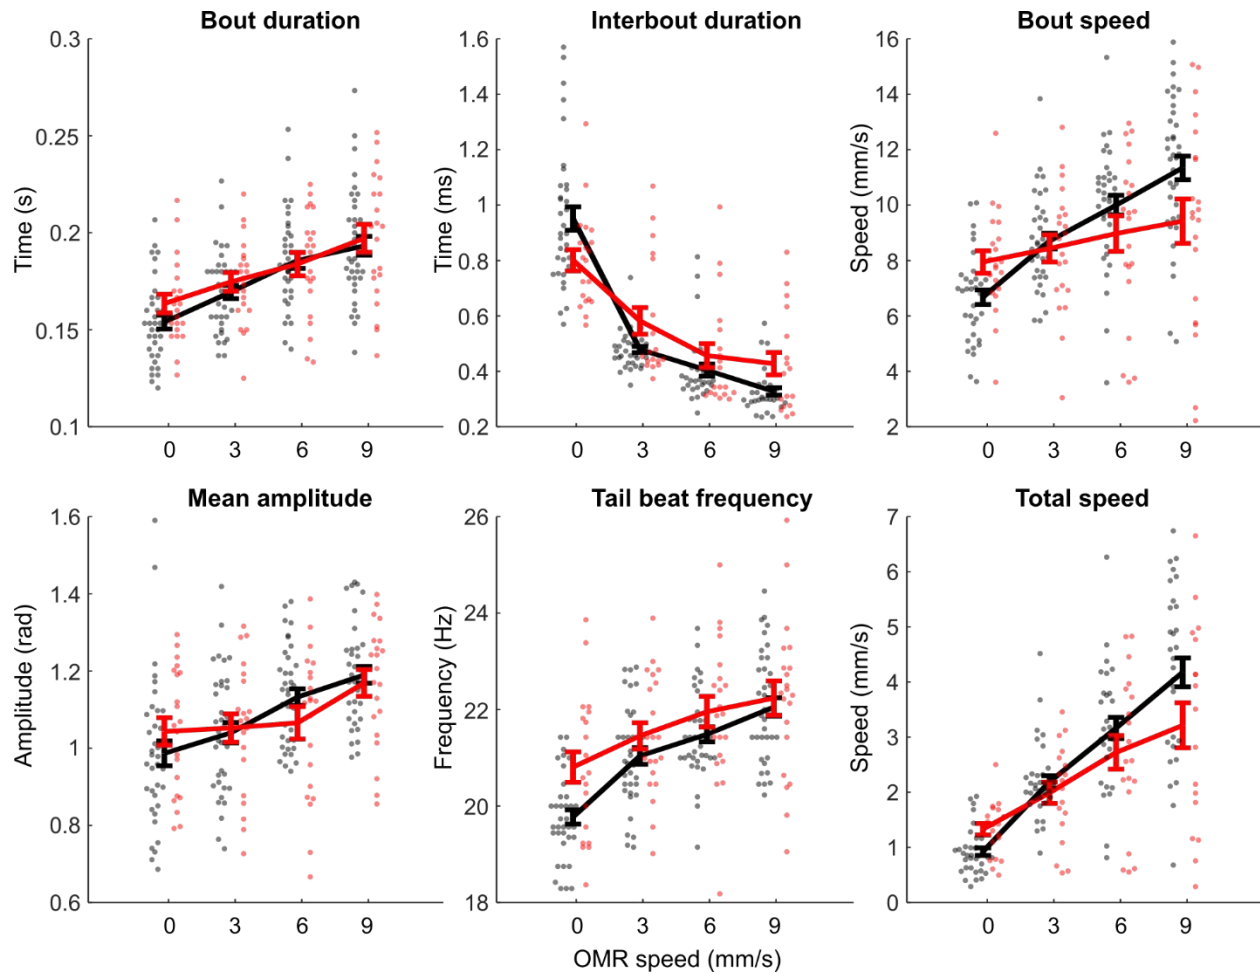 Bout duration
Time (s)
0.3
0.25
0.2
0.15
0.1
0 3 6 9
Interbout duration
Time (ms)
1.6
1.4
1.2
1
0.8
0.6
0.4
0.2
0 3 6 9
Bout speed
Speed (mm/s)
16
14
12
10
8
6
4
2
0 3 6 9
Mean amplitude
Amplitude (rad)
1.6
1.4
1.2
1
0.8
0.6
0 3 6 9
Tail beat frequency
Frequency (Hz)
26
24
22
20
18
0 3 6 9
OMR speed (mm/s)
Total speed
Speed (mm/s)
7
6
5
4
3
2
1
0
0 3 6 9